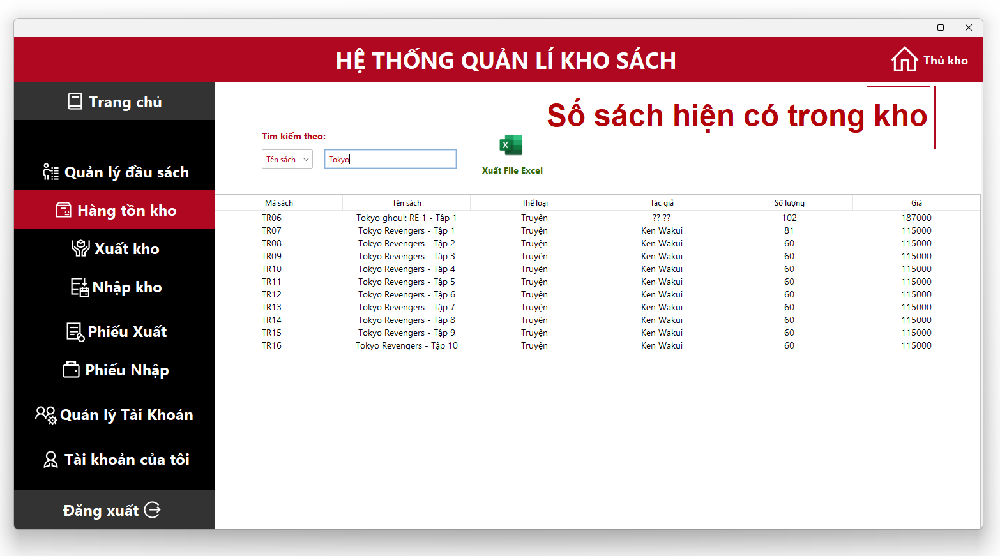 HỆ THỐNG QUẢN LÍ KHO SÁCH
Thủ kho
Trang chủ
Quản lý đầu sách
Hàng tồn kho
Xuất kho
Nhập kho
Phiếu Xuất
Phiếu Nhập
Quản lý Tài Khoản
Tài khoản của tôi
Đăng xuất
Số sách hiện có trong kho
Tìm kiếm theo:
Tên sách Tokyo
Xuất File Excel
Mã sách Tên sách Thể loại Tác giả Số lượng Giá
TR06 Tokyo ghoul: RE 1 - Tập 1 Truyện ?? ?? 102 187000
TR07 Tokyo Revengers - Tập 1 Truyện Ken Wakui 81 115000
TR08 Tokyo Revengers - Tập 2 Truyện Ken Wakui 60 115000
TR09 Tokyo Revengers - Tập 3 Truyện Ken Wakui 60 115000
TR10 Tokyo Revengers - Tập 4 Truyện Ken Wakui 60 115000
TR11 Tokyo Revengers - Tập 5 Truyện Ken Wakui 60 115000
TR12 Tokyo Revengers - Tập 6 Truyện Ken Wakui 60 115000
TR13 Tokyo Revengers - Tập 7 Truyện Ken Wakui 60 115000
TR14 Tokyo Revengers - Tập 8 Truyện Ken Wakui 60 115000
TR15 Tokyo Revengers - Tập 9 Truyện Ken Wakui 60 115000
TR16 Tokyo Revengers - Tập 10 Truyện Ken Wakui 60 115000